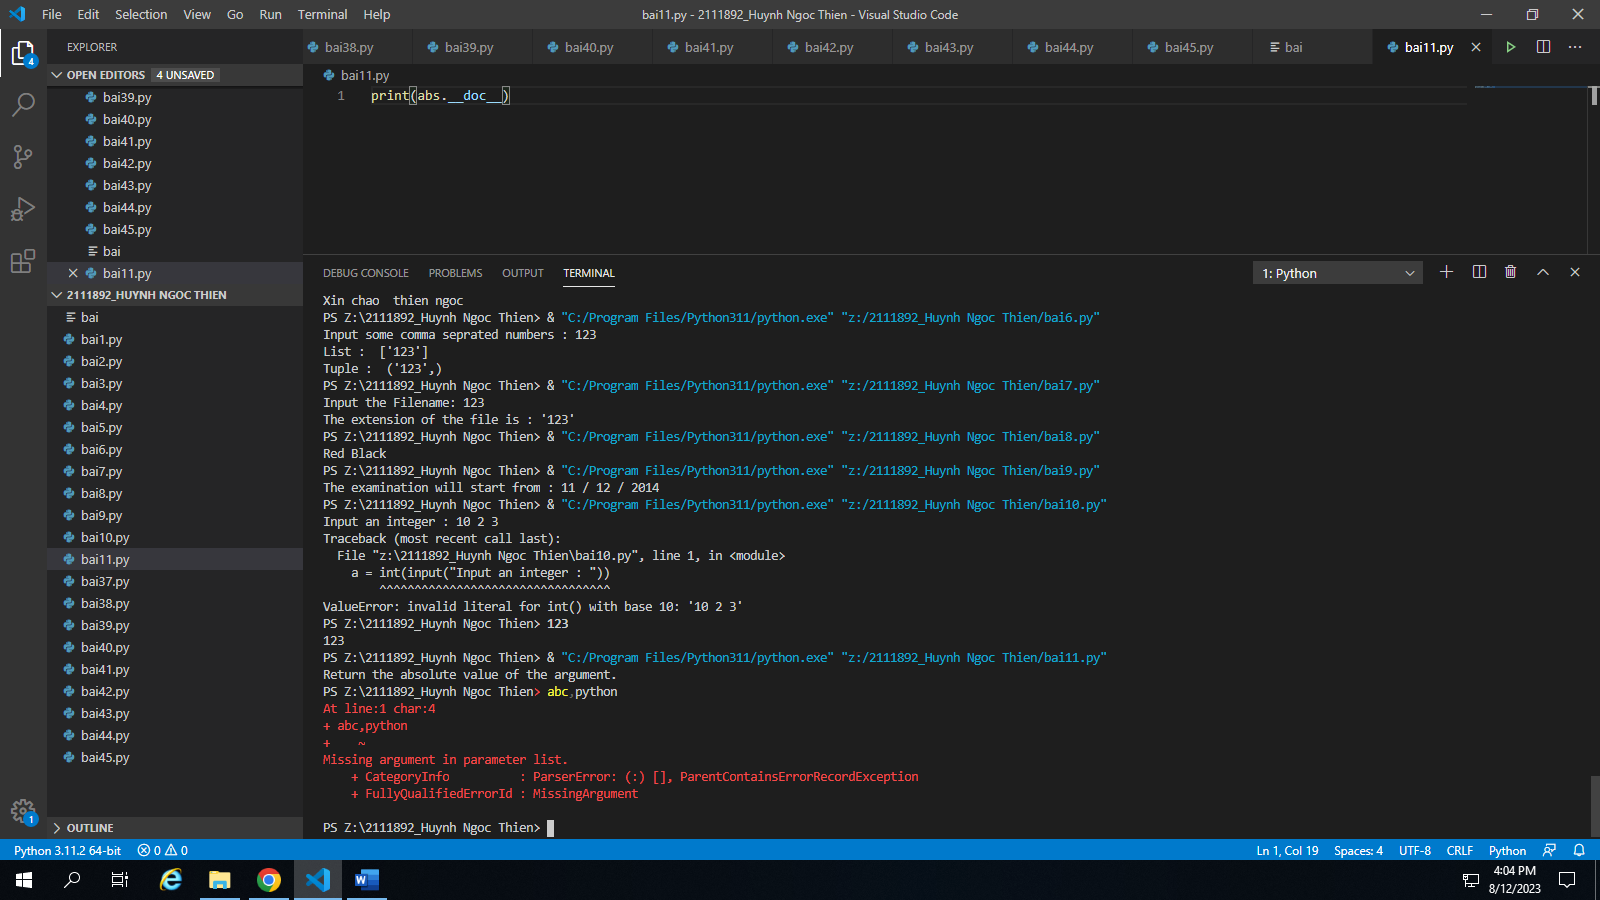 File Edit Selection View Go Run Terminal Help
bai11.py - 2111892_Huynh Ngoc Thien - Visual Studio Code
EXPLORER
OPEN EDITORS 4 UNSAVED
bai39.py
bai40.py
bai41.py
bai42.py
bai43.py
bai44.py
bai45.py
bai
bai11.py
2111892_HUYNH NGOC THIEN
bai
bai1.py
bai2.py
bai3.py
bai4.py
bai5.py
bai6.py
bai7.py
bai8.py
bai9.py
bai10.py
bai11.py
bai37.py
bai38.py
bai39.py
bai40.py
bai41.py
bai42.py
bai43.py
bai44.py
bai45.py
OUTLINE
4
1
bai38.py bai39.py bai40.py bai41.py bai42.py bai43.py bai44.py bai45.py bai bai11.py
bai11.py
1 print(abs.__doc__)
DEBUG CONSOLE PROBLEMS OUTPUT TERMINAL
1: Python
Xin chao  thien ngoc
PS Z:\2111892_Huynh Ngoc Thien> & "C:/Program Files/Python311/python.exe" "z:/2111892_Huynh Ngoc Thien/bai6.py"
Input some comma seprated numbers : 123
List :  ['123']
Tuple :  ('123',)
PS Z:\2111892_Huynh Ngoc Thien> & "C:/Program Files/Python311/python.exe" "z:/2111892_Huynh Ngoc Thien/bai7.py"
Input the Filename: 123
The extension of the file is : '123'
PS Z:\2111892_Huynh Ngoc Thien> & "C:/Program Files/Python311/python.exe" "z:/2111892_Huynh Ngoc Thien/bai8.py"
Red Black
PS Z:\2111892_Huynh Ngoc Thien> & "C:/Program Files/Python311/python.exe" "z:/2111892_Huynh Ngoc Thien/bai9.py"
The examination will start from : 11 / 12 / 2014
PS Z:\2111892_Huynh Ngoc Thien> & "C:/Program Files/Python311/python.exe" "z:/2111892_Huynh Ngoc Thien/bai10.py"
Input an integer : 10 2 3
Traceback (most recent call last):
  File "z:\2111892_Huynh Ngoc Thien\bai10.py", line 1, in <module>
    a = int(input("Input an integer : "))
        ^^^^^^^^^^^^^^^^^^^^^^^^^^^^^^^^^
ValueError: invalid literal for int() with base 10: '10 2 3'
PS Z:\2111892_Huynh Ngoc Thien> 123
123
PS Z:\2111892_Huynh Ngoc Thien> & "C:/Program Files/Python311/python.exe" "z:/2111892_Huynh Ngoc Thien/bai11.py"
Return the absolute value of the argument.
PS Z:\2111892_Huynh Ngoc Thien> abc,python
At line:1 char:4
+ abc,python
+    ~
Missing argument in parameter list.
    + CategoryInfo          : ParserError: (:) [], ParentContainsErrorRecordException
    + FullyQualifiedErrorId : MissingArgument
PS Z:\2111892_Huynh Ngoc Thien>
Python 3.11.2 64-bit 0 0 Ln 1, Col 19 Spaces: 4 UTF-8 CRLF Python
4:04 PM
8/12/2023